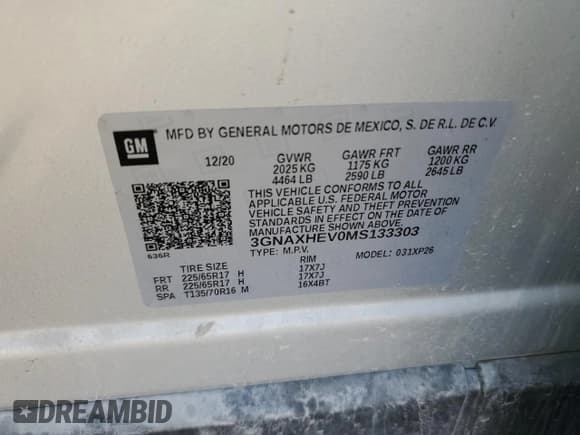 GM
MFD BY GENERAL MOTORS DE MEXICO, S. DE R.L. DE C.V.
12/20 GVWR GAWR FRT GAWR RR
2025 KG 1175 KG 1200 KG
4464 LB 2590 LB 2645 LB
THIS VEHICLE CONFORMS TO ALL
APPLICABLE U.S. FEDERAL MOTOR
VEHICLE SAFETY AND THEFT PREVENTION
STANDARDS IN EFFECT ON THE DATE OF
MANUFACTURE SHOWN ABOVE.
3GNAXHEV0MS133303
636R
TYPE: M.P.V. MODEL: 031XP26
TIRE SIZE RIM
FRT 225/65R17 H 17X7J
RR 225/65R17 H 17X7J
SPA T135/70R16 M 16X4BT
DREAMBID